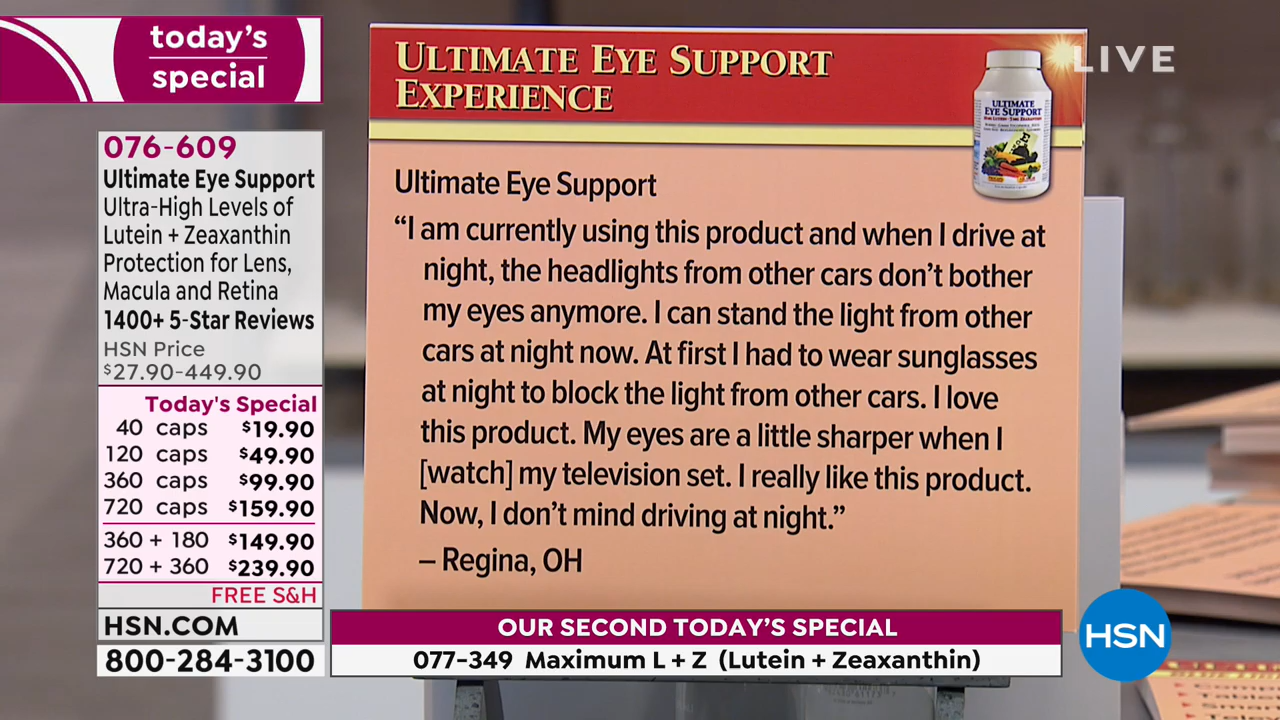 today's
special
076-609
Ultimate Eye Support
Ultra-High Levels of
Lutein + Zeaxanthin
Protection for Lens,
Macula and Retina
1400+ 5-Star Reviews
HSN Price
$27.90-449.90
Today's Special
40 caps $19.90
120 caps $49.90
360 caps $99.90
720 caps $159.90
360 + 180 $149.90
720 + 360 $239.90
FREE S&H
HSN.COM
800-284-3100
ULTIMATE EYE SUPPORT
EXPERIENCE
LIVE
ULTIMATE
EYE SUPPORT
Ultimate Eye Support
“I am currently using this product and when I drive at
night, the headlights from other cars don’t bother
my eyes anymore. I can stand the light from other
cars at night now. At first I had to wear sunglasses
at night to block the light from other cars. I love
this product. My eyes are a little sharper when I
[watch] my television set. I really like this product.
Now, I don’t mind driving at night.”
– Regina, OH
OUR SECOND TODAY'S SPECIAL
077-349 Maximum L + Z (Lutein + Zeaxanthin)
HSN